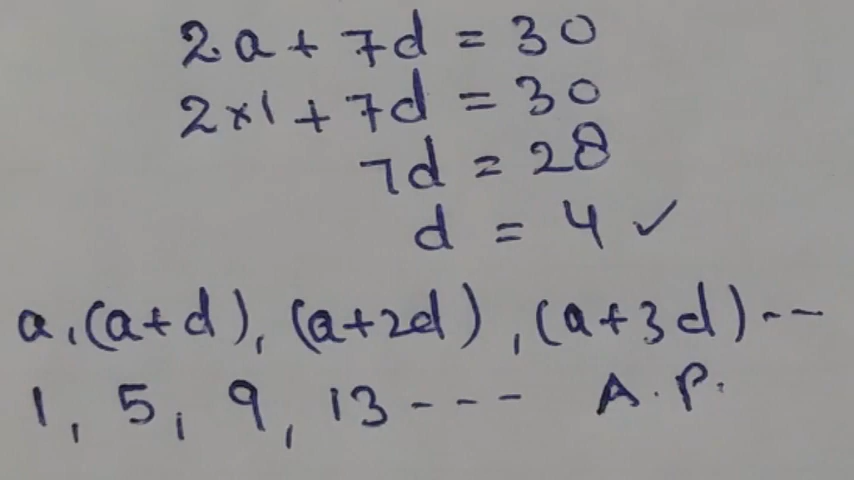 2a + 7d = 30
2×1 + 7d = 30
7d = 28
d = 4 ✓
a, (a+d), (a+2d), (a+3d) ---
1, 5, 9, 13 --- A.P.